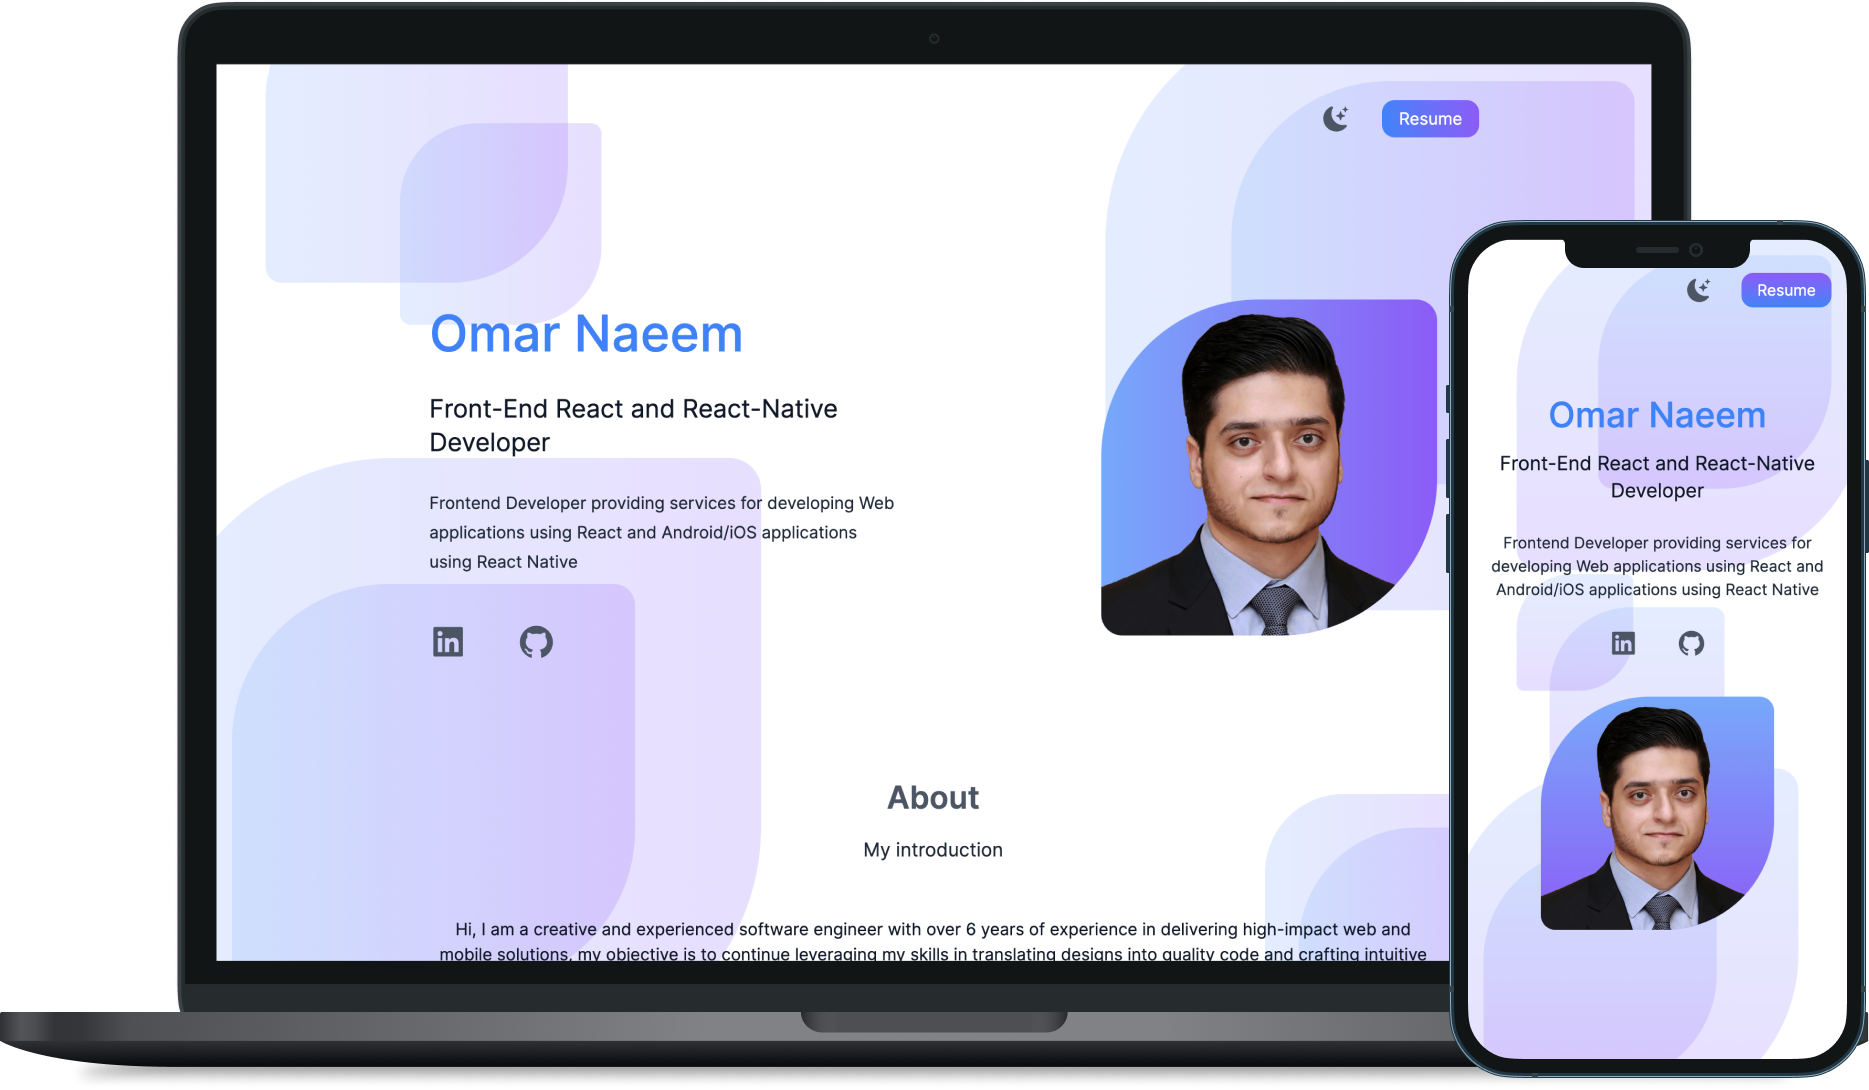 Resume
Omar Naeem
Front-End React and React-Native
Developer
Frontend Developer providing services for developing Web
applications using React and Android/iOS applications
using React Native
in
About
My introduction
Hi, I am a creative and experienced software engineer with over 6 years of experience in delivering high-impact web and
mobile solutions, my objective is to continue leveraging my skills in translating designs into quality code and crafting intuitive
Resume
Omar Naeem
Front-End React and React-Native
Developer
Frontend Developer providing services for
developing Web applications using React and
Android/iOS applications using React Native
in